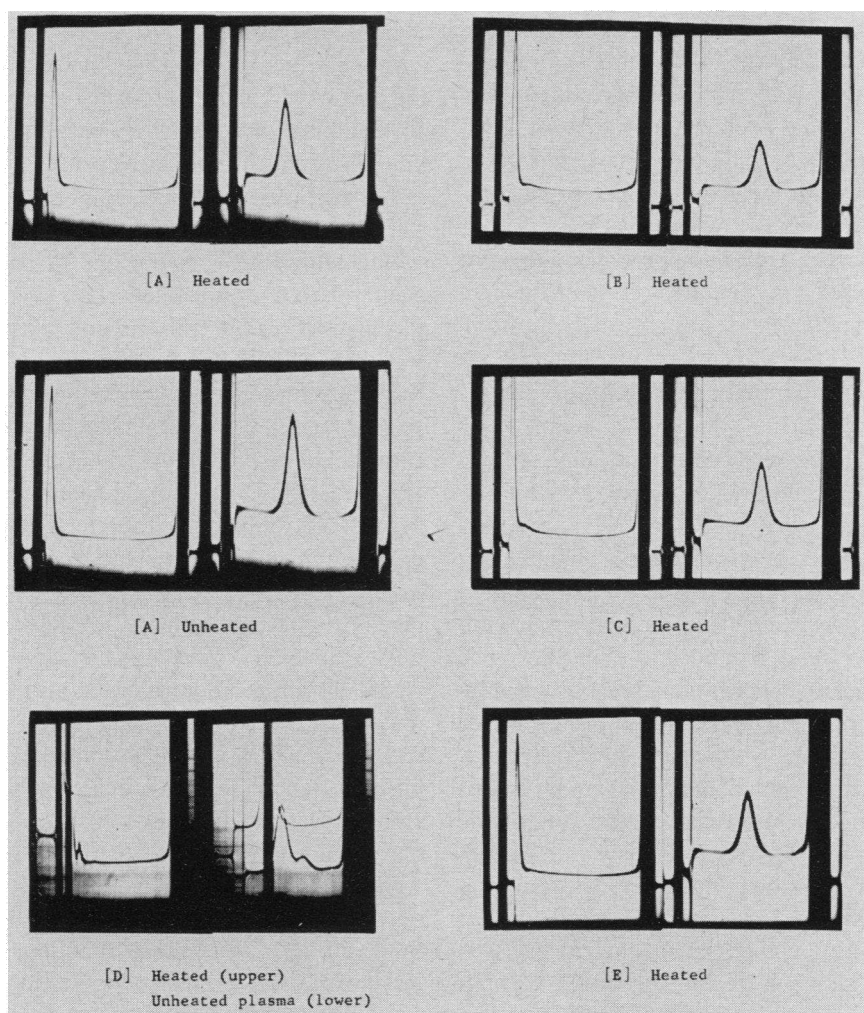 [A] Heated
[B] Heated
[A] Unheated
[C] Heated
[D] Heated (upper)
Unheated plasma (lower)
[E] Heated